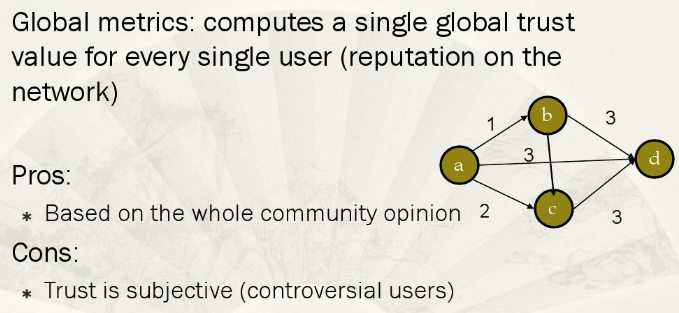 Global metrics: computes a single global trust
value for every single user (reputation on the
network)
b
1
3
3
a
d
Pros:
* Based on the whole community opinion
2
c
3
Cons:
* Trust is subjective (controversial users)